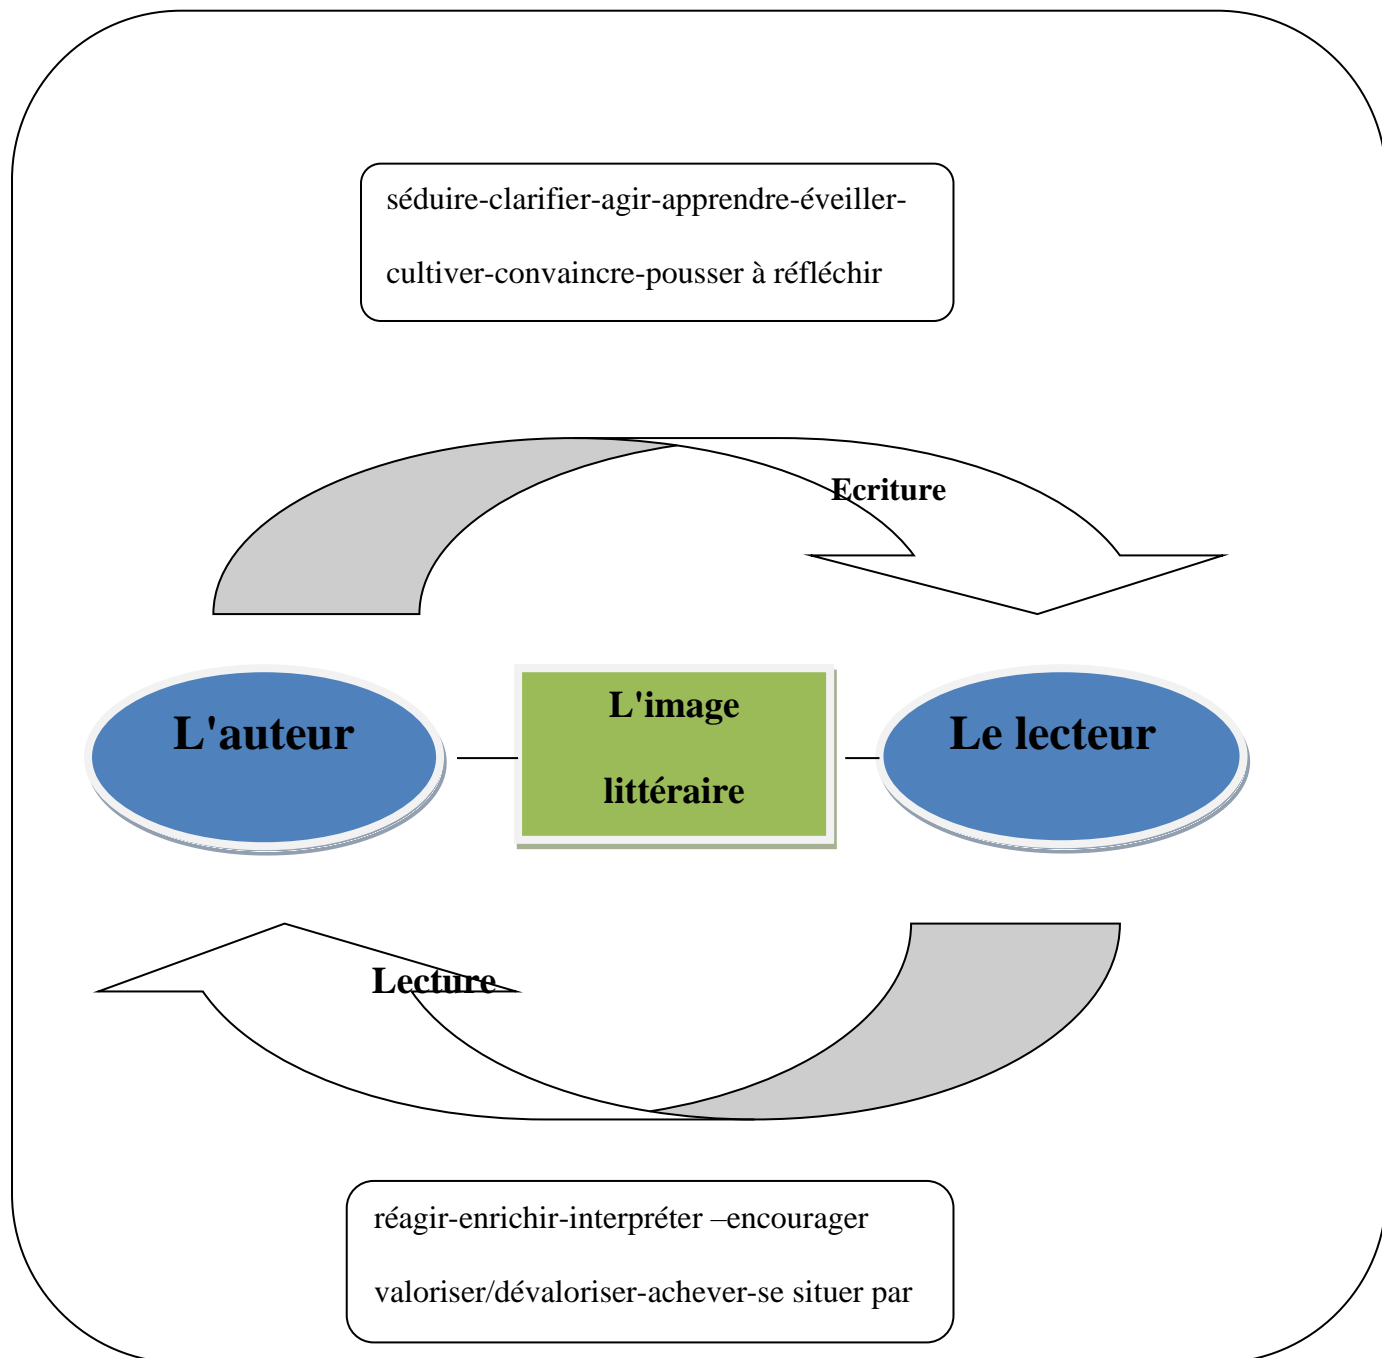 séduire-clarifier-agir-apprendre-éveiller-
cultiver-convaincre-pousser à réfléchir
Ecriture
L'auteur
L'image
littéraire
Le lecteur
Lecture
réagir-enrichir-interpréter –encourager
valoriser/dévaloriser-achever-se situer par